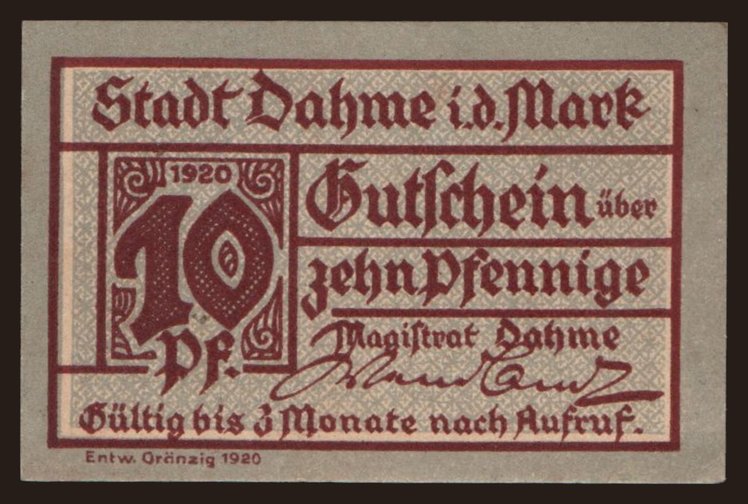 Stadt Dahme i.d. Mark
1920
10
Pf.
Gutschein über
zehn Pfennige
Magistrat Dahme
Gültig bis 3 Monate nach Aufruf.
Entw. Gränzig 1920